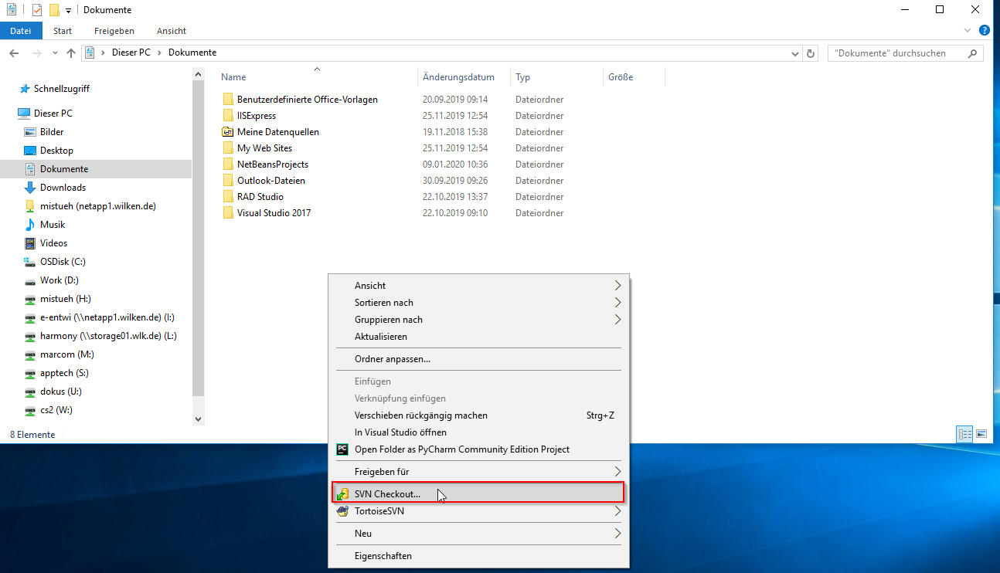 Dokumente
Datei Start Freigeben Ansicht ?
Dieser PC Dokumente "Dokumente" durchsuchen
Name Änderungsdatum Typ Größe
Schnellzugriff
Dieser PC
Bilder
Desktop
Dokumente
Downloads
mistueh (netapp1.wilken.de)
Musik
Videos
OSDisk (C:)
Work (D:)
mistueh (H:)
e-entwi (\\netapp1.wilken.de) (I:)
harmony (\\storage01.wlk.de) (L:)
marcom (M:)
apptech (S:)
dokus (U:)
cs2 (W:)
Benutzerdefinierte Office-Vorlagen 20.09.2019 09:14 Dateiordner
IISExpress 25.11.2019 12:54 Dateiordner
Meine Datenquellen 19.11.2018 15:38 Dateiordner
My Web Sites 25.11.2019 12:54 Dateiordner
NetBeansProjects 09.01.2020 10:36 Dateiordner
Outlook-Dateien 30.09.2019 09:26 Dateiordner
RAD Studio 22.10.2019 13:37 Dateiordner
Visual Studio 2017 22.10.2019 09:10 Dateiordner
Ansicht
Sortieren nach
Gruppieren nach
Aktualisieren
Ordner anpassen...
Einfügen
Verknüpfung einfügen
Verschieben rückgängig machen Strg+Z
In Visual Studio öffnen
PC Open Folder as PyCharm Community Edition Project
Freigeben für
SVN Checkout...
TortoiseSVN
Neu
Eigenschaften
8 Elemente